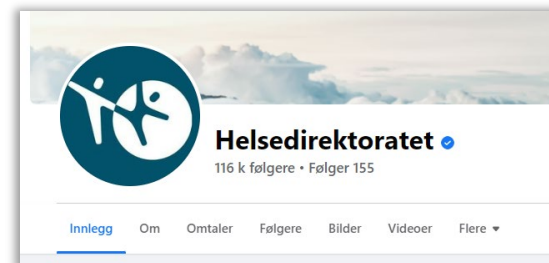 Helsedirektoratet
116 k følgere • Følger 155
Innlegg Om Omtaler Følgere Bilder Videoer Flere